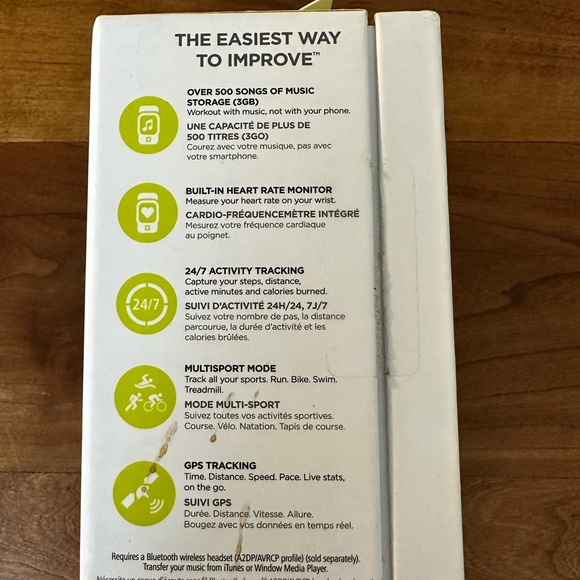 THE EASIEST WAY
TO IMPROVE™
OVER 500 SONGS OF MUSIC
STORAGE (3GB)
Workout with music, not with your phone.
UNE CAPACITÉ DE PLUS DE
500 TITRES (3GO)
Courez avec votre musique, pas avec
votre smartphone.
BUILT-IN HEART RATE MONITOR
Measure your heart rate on your wrist.
CARDIO-FRÉQUENCEMÈTRE INTÉGRÉ
Mesurez votre fréquence cardiaque
au poignet.
24/7
24/7 ACTIVITY TRACKING
Capture your steps, distance,
active minutes and calories burned.
SUIVI D'ACTIVITÉ 24H/24, 7J/7
Suivez votre nombre de pas, la distance
parcourue, la durée d'activité et les
calories brûlées.
MULTISPORT MODE
Track all your sports. Run. Bike. Swim.
Treadmill.
MODE MULTI-SPORT
Suivez toutes vos activités sportives.
Course. Vélo. Natation. Tapis de course.
GPS TRACKING
Time. Distance. Speed. Pace. Live stats,
on the go.
SUIVI GPS
Durée. Distance. Vitesse. Allure.
Bougez avec vos données en temps réel.
Requires a Bluetooth wireless headset (A2DP/AVRCP profile) (sold separately).
Transfer your music from iTunes or Window Media Player.